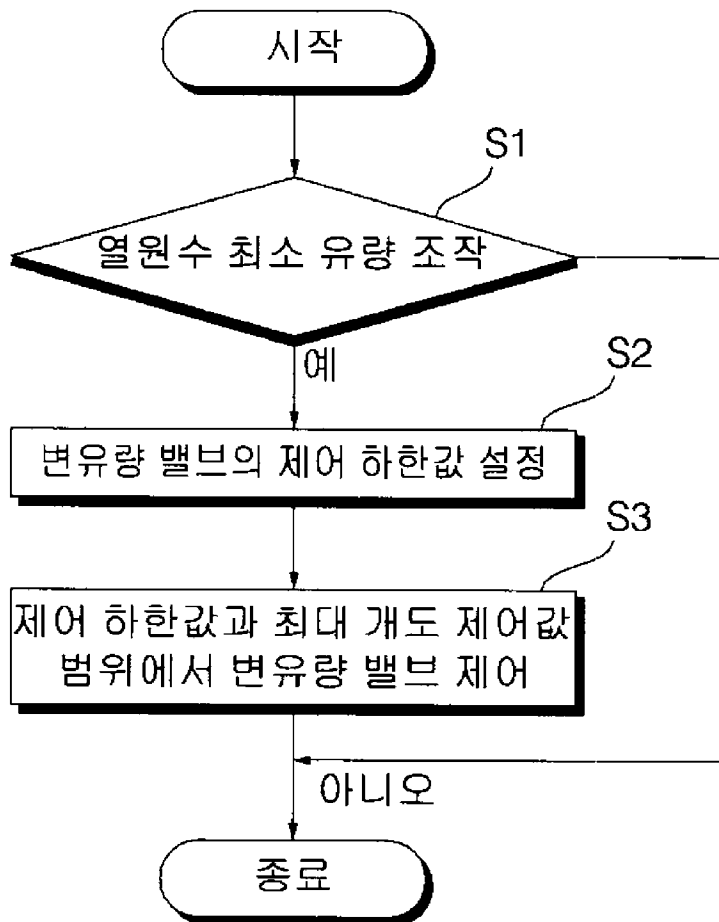 시작
S1
열원수 최소 유량 조작
예
S2
변유량 밸브의 제어 하한값 설정
S3
제어 하한값과 최대 개도 제어값
범위에서 변유량 밸브 제어
아니오
종료